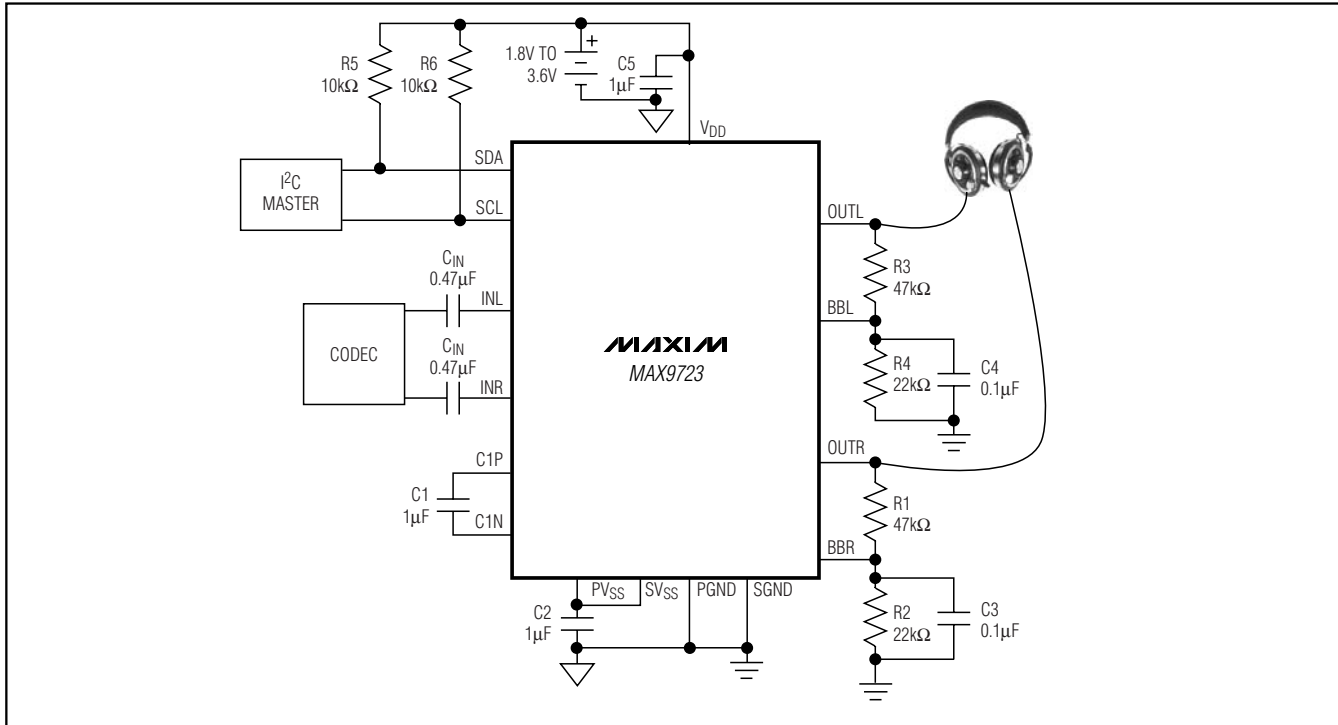 R5
10kΩ
R6
10kΩ
1.8V TO
3.6V
+
C5
1µF
VDD
I²C
MASTER
SDA
SCL
CIN
0.47µF
INL
CODEC
CIN
0.47µF
INR
C1
1µF
C1P
C1N
MAXIM
MAX9723
OUTL
R3
47kΩ
BBL
R4
22kΩ
C4
0.1µF
OUTR
R1
47kΩ
BBR
R2
22kΩ
C3
0.1µF
PVSS
SVSS
PGND
SGND
C2
1µF